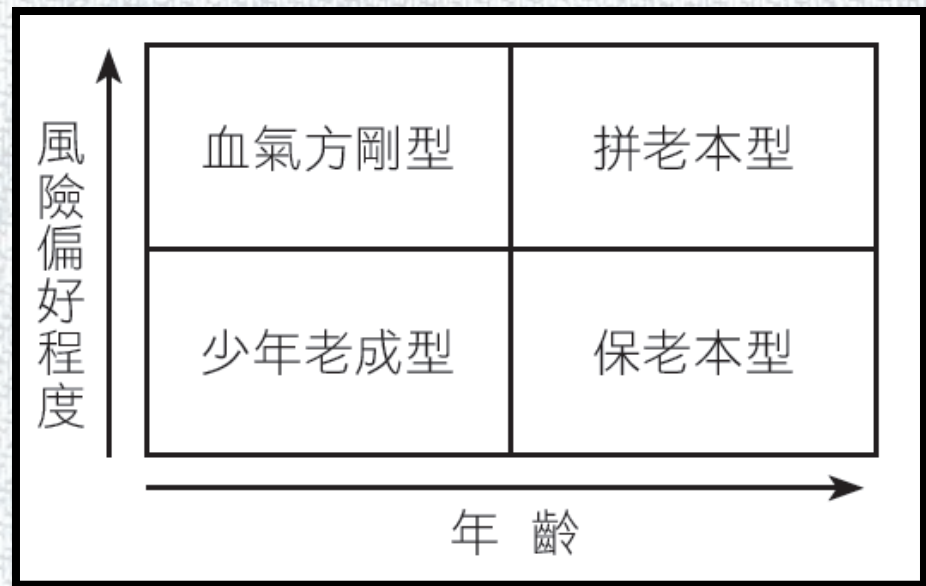 風險偏好程度
血氣方剛型
拼老本型
少年老成型
保老本型
年 齡